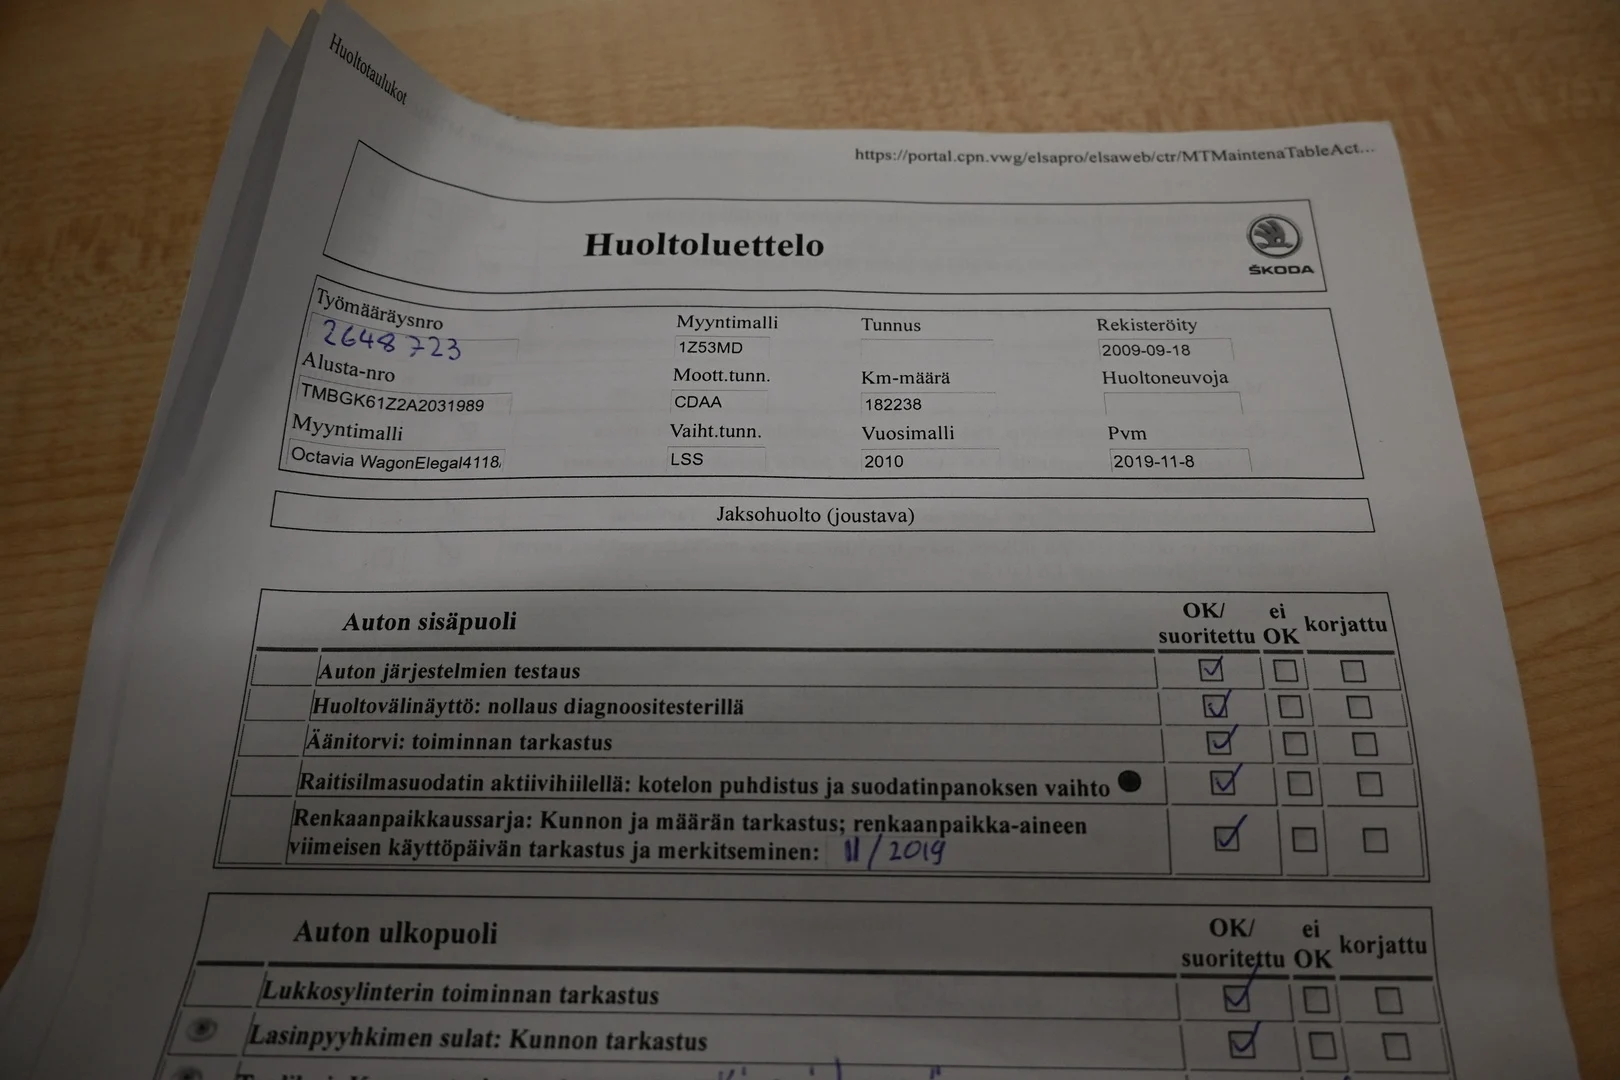 Huoltotaulukot
https://portal.cpn.vwg/elsapro/elsaweb/ctr/MTMaintenaTableAct...
Huoltoluettelo
ŠKODA
Työmääräysnro
2648723
Myyntimalli
1Z53MD
Tunnus
Rekisteröity
2009-09-18
Alusta-nro
TMBGK61Z2A2031989
Moott.tunn.
CDAA
Km-määrä
182238
Huoltoneuvoja
Myyntimalli
Octavia WagonElegal4118/
Vaiht.tunn.
LSS
Vuosimalli
2010
Pvm
2019-11-8
Jaksohuolto (joustava)
Auton sisäpuoli
OK/ suoritettu
ei OK
korjattu
Auton järjestelmien testaus
Huoltovälinäyttö: nollaus diagnoositesterillä
Äänitorvi: toiminnan tarkastus
Raitisilmasuodatin aktiivihiilellä: kotelon puhdistus ja suodatinpanoksen vaihto
Renkaanpaikkaussarja: Kunnon ja määrän tarkastus; renkaanpaikka-aineen
viimeisen käyttöpäivän tarkastus ja merkitseminen: 11/2019
Auton ulkopuoli
OK/ suoritettu
ei OK
korjattu
Lukkosylinterin toiminnan tarkastus
Lasinpyyhkimen sulat: Kunnon tarkastus